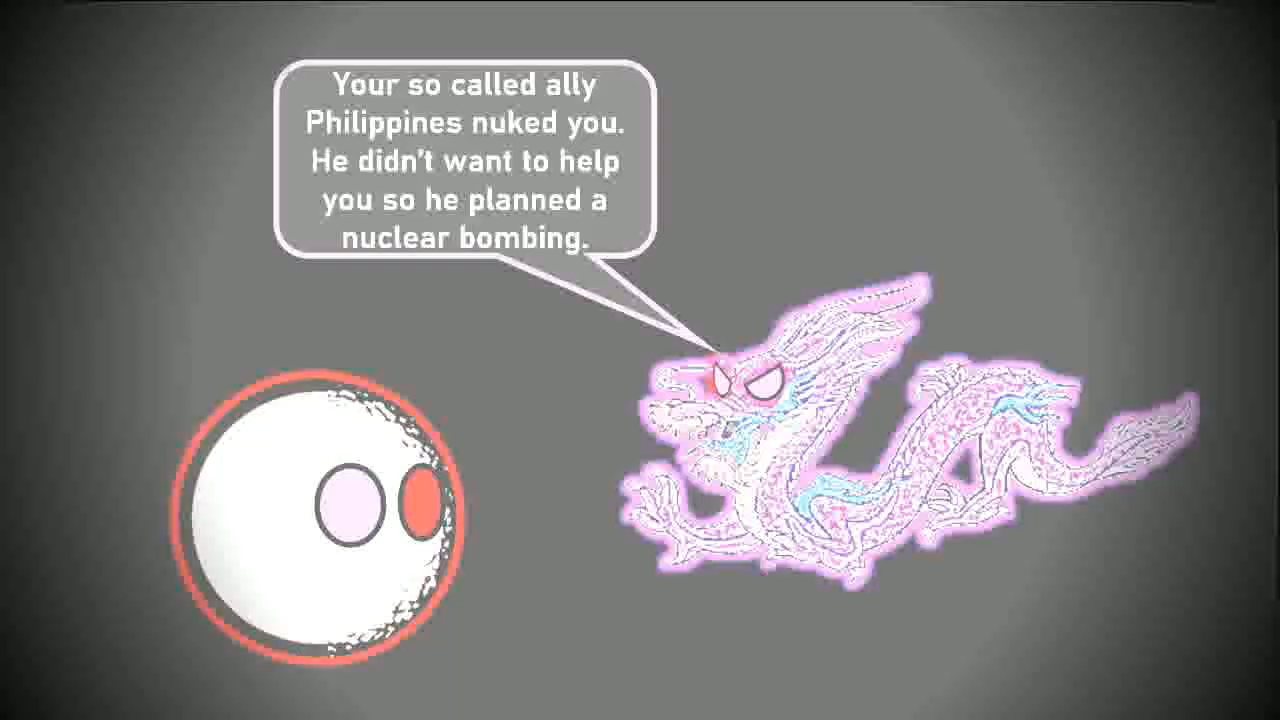 Your so called ally
Philippines nuked you.
He didn't want to help
you so he planned a
nuclear bombing.